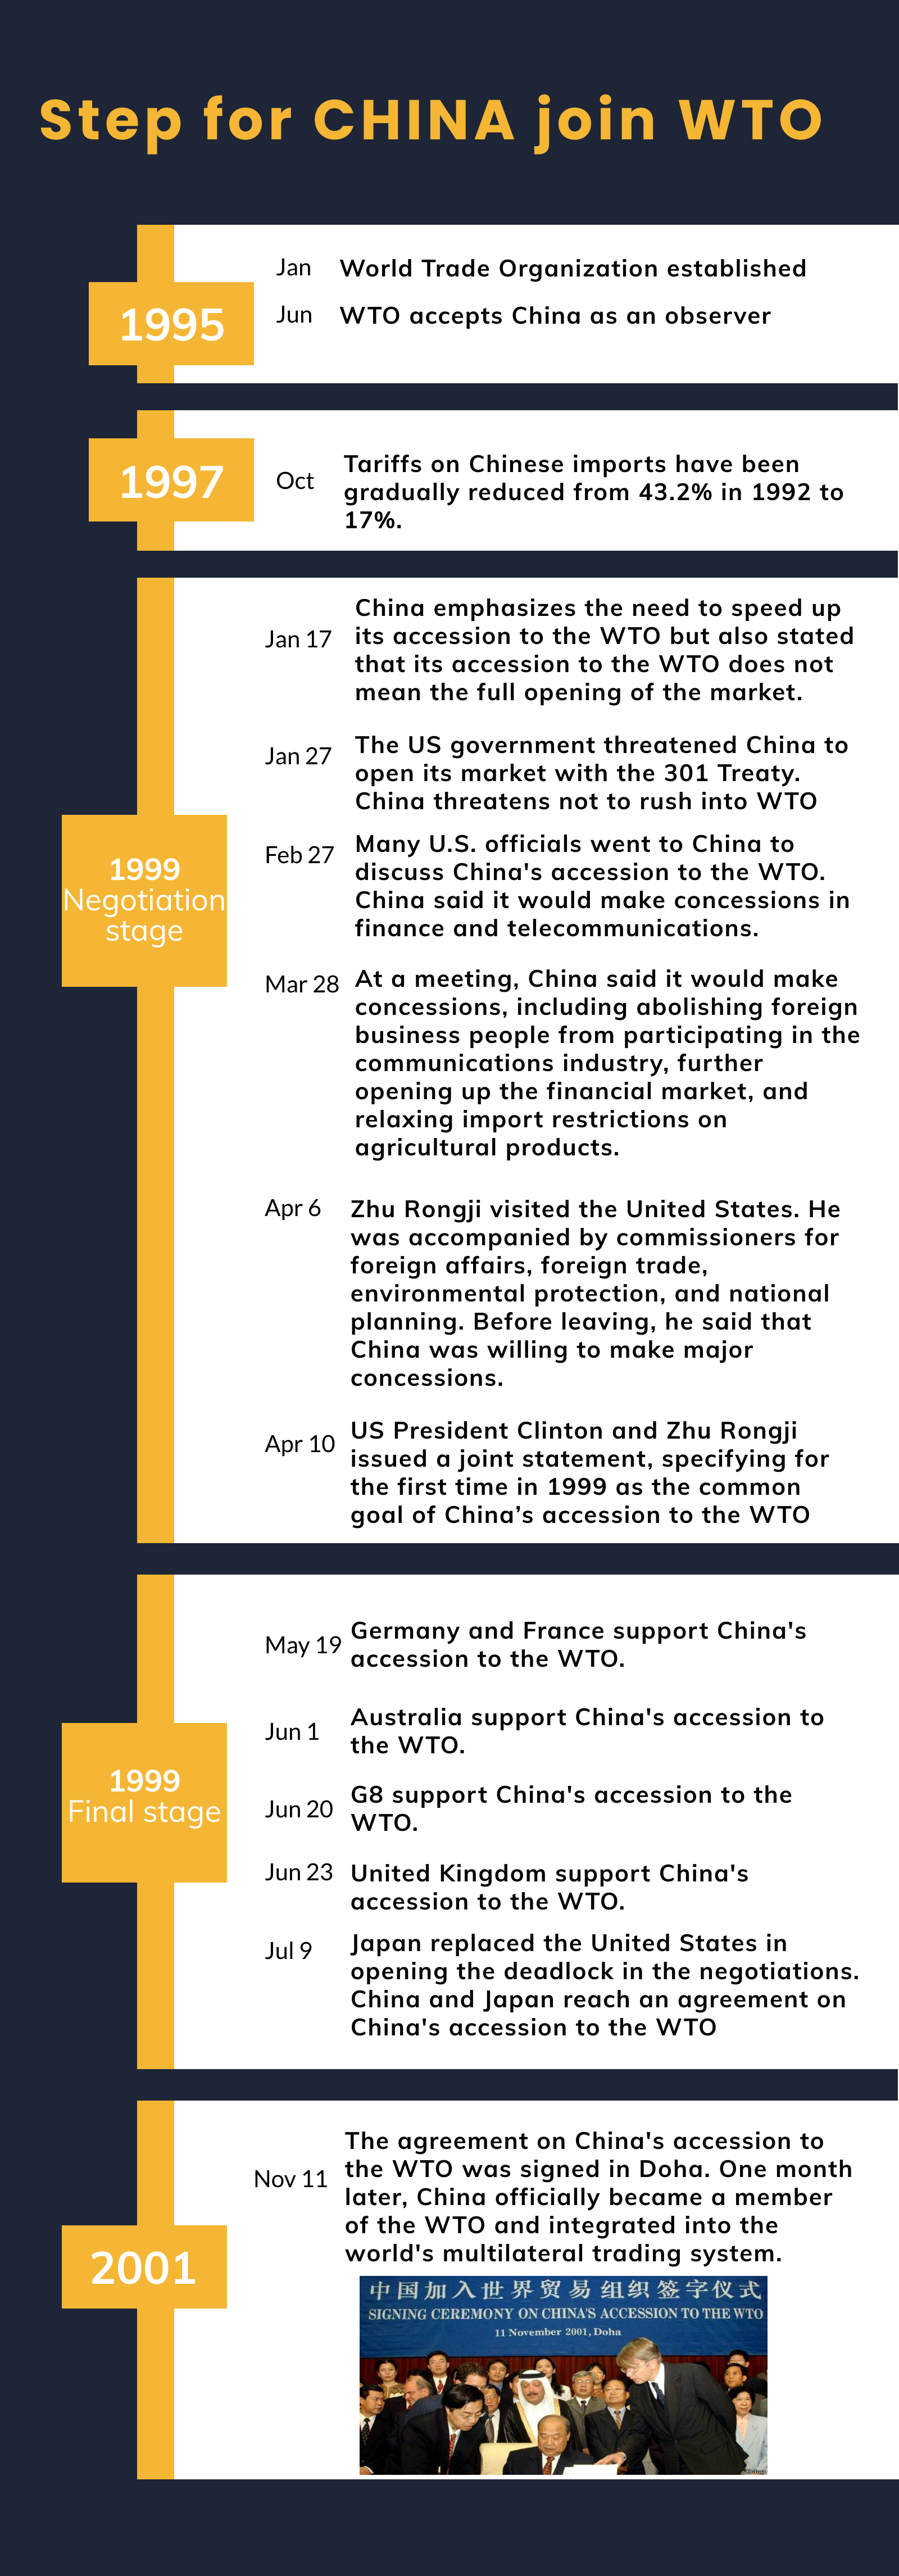 Step for CHINA join WTO
1995
Jan
World Trade Organization established
Jun
WTO accepts China as an observer
1997
Oct
Tariffs on Chinese imports have been
gradually reduced from 43.2% in 1992 to
17%.
1999
Negotiation
stage
Jan 17
China emphasizes the need to speed up
its accession to the WTO but also stated
that its accession to the WTO does not
mean the full opening of the market.
Jan 27
The US government threatened China to
open its market with the 301 Treaty.
China threatens not to rush into WTO
Feb 27
Many U.S. officials went to China to
discuss China's accession to the WTO.
China said it would make concessions in
finance and telecommunications.
Mar 28
At a meeting, China said it would make
concessions, including abolishing foreign
business people from participating in the
communications industry, further
opening up the financial market, and
relaxing import restrictions on
agricultural products.
Apr 6
Zhu Rongji visited the United States. He
was accompanied by commissioners for
foreign affairs, foreign trade,
environmental protection, and national
planning. Before leaving, he said that
China was willing to make major
concessions.
Apr 10
US President Clinton and Zhu Rongji
issued a joint statement, specifying for
the first time in 1999 as the common
goal of China’s accession to the WTO
1999
Final stage
May 19
Germany and France support China's
accession to the WTO.
Jun 1
Australia support China's accession to
the WTO.
Jun 20
G8 support China's accession to the
WTO.
Jun 23
United Kingdom support China's
accession to the WTO.
Jul 9
Japan replaced the United States in
opening the deadlock in the negotiations.
China and Japan reach an agreement on
China's accession to the WTO
2001
Nov 11
The agreement on China's accession to
the WTO was signed in Doha. One month
later, China officially became a member
of the WTO and integrated into the
world's multilateral trading system.
中国加入世界贸易组织签字仪式
SIGNING CEREMONY ON CHINA'S ACCESSION TO THE WTO
11 November 2001, Doha